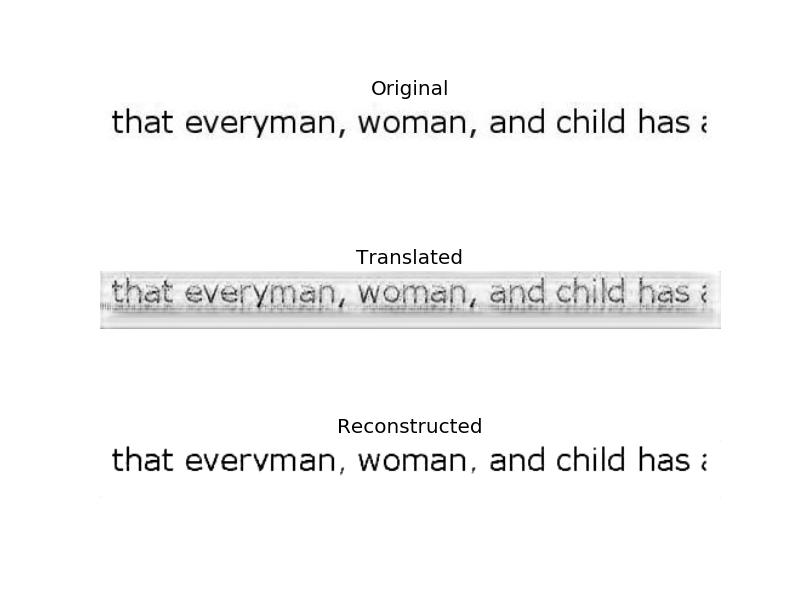 Original
that everyman, woman, and child has
Translated
that everyman, woman, and child has
Reconstructed
that evervman, woman, and child has